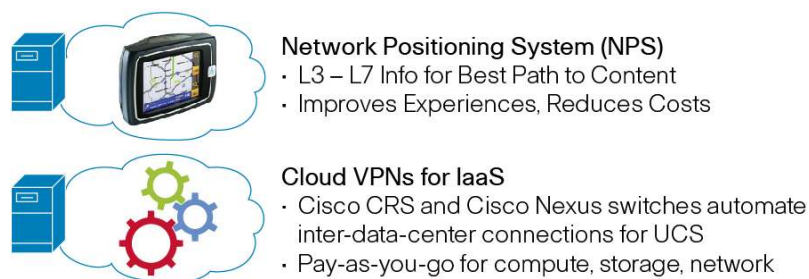 Network Positioning System (NPS)
· L3 – L7 Info for Best Path to Content
· Improves Experiences, Reduces Costs
Cloud VPNs for IaaS
· Cisco CRS and Cisco Nexus switches automate
inter-data-center connections for UCS
· Pay-as-you-go for compute, storage, network